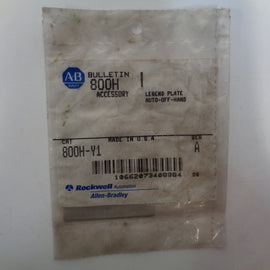 AB BULLETIN
800H
ACCESSORY
LEGEND PLATE
AUTO-OFF-HAND
CAT
MADE IN U.S.A
SER
800H-Y1
A
Rockwell Automation
Allen-Bradley